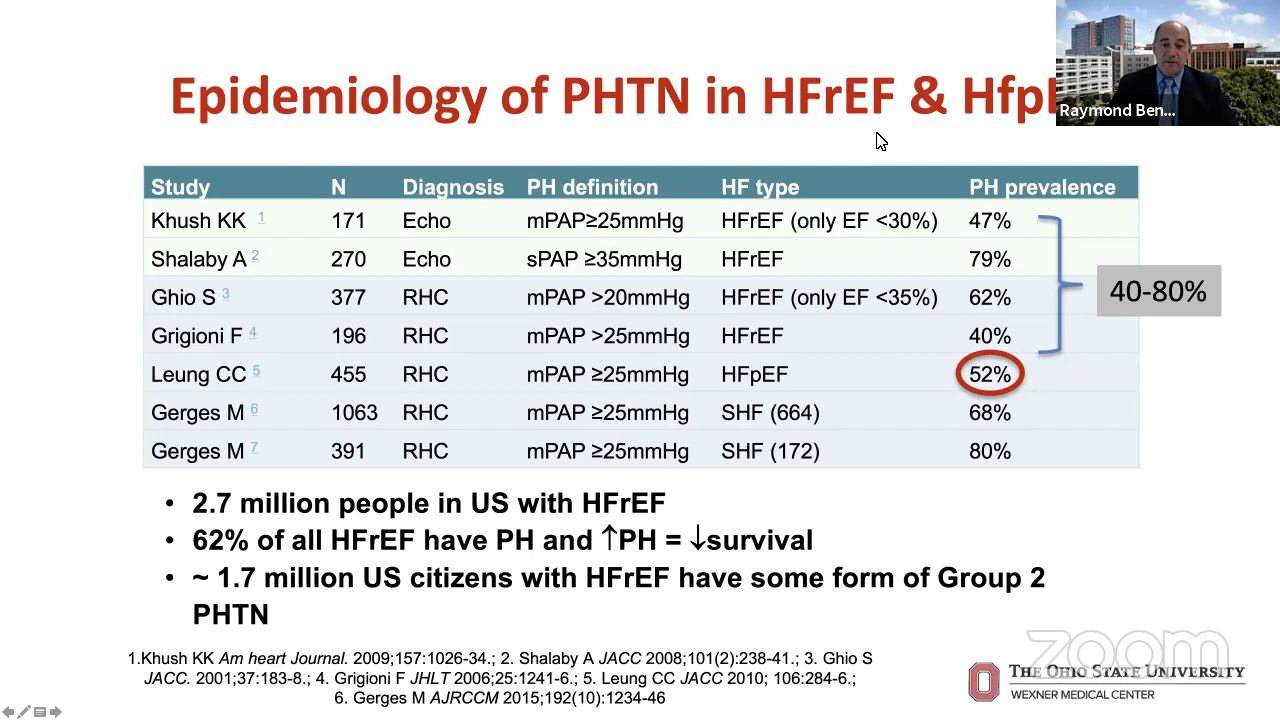 Epidemiology of PHTN in HFrEF & Hfp
Raymond Ben...
Study N Diagnosis PH definition HF type PH prevalence
Khush KK 1 171 Echo mPAP≥25mmHg HFrEF (only EF <30%) 47%
Shalaby A 2 270 Echo sPAP ≥35mmHg HFrEF 79%
Ghio S 3 377 RHC mPAP >20mmHg HFrEF (only EF <35%) 62%
Grigioni F 4 196 RHC mPAP >25mmHg HFrEF 40%
Leung CC 5 455 RHC mPAP ≥25mmHg HFpEF 52%
Gerges M 6 1063 RHC mPAP ≥25mmHg SHF (664) 68%
Gerges M 7 391 RHC mPAP ≥25mmHg SHF (172) 80%
40-80%
• 2.7 million people in US with HFrEF
• 62% of all HFrEF have PH and ↑PH = ↓survival
• ~ 1.7 million US citizens with HFrEF have some form of Group 2
PHTN
1.Khush KK Am heart Journal. 2009;157:1026-34.; 2. Shalaby A JACC 2008;101(2):238-41.; 3. Ghio S
JACC. 2001;37:183-8.; 4. Grigioni F JHLT 2006;25:1241-6.; 5. Leung CC JACC 2010; 106:284-6.;
6. Gerges M AJRCCM 2015;192(10):1234-46
zoom
THE OHIO STATE UNIVERSITY
WEXNER MEDICAL CENTER